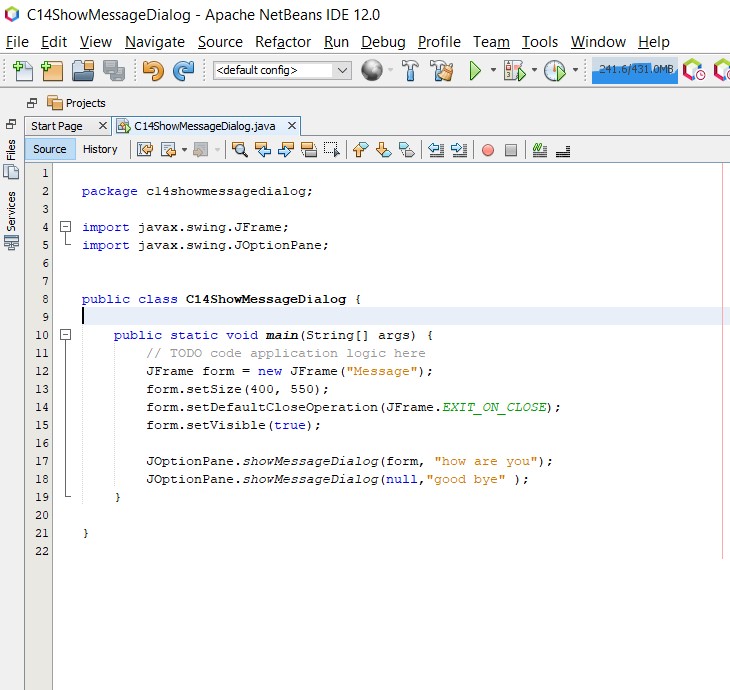 C14ShowMessageDialog - Apache NetBeans IDE 12.0
File Edit View Navigate Source Refactor Run Debug Profile Team Tools Window Help
<default config> 241.6/431.0MB
Projects
Start Page C14ShowMessageDialog.java
Source History
Files
Services
1
2 package c14showmessagedialog;
3
4 import javax.swing.JFrame;
5 import javax.swing.JOptionPane;
6
7
8 public class C14ShowMessageDialog {
9
10 public static void main(String[] args) {
11 // TODO code application logic here
12 JFrame form = new JFrame("Message");
13 form.setSize(400, 550);
14 form.setDefaultCloseOperation(JFrame.EXIT_ON_CLOSE);
15 form.setVisible(true);
16
17 JOptionPane.showMessageDialog(form, "how are you");
18 JOptionPane.showMessageDialog(null,"good bye" );
19 }
20
21 }
22